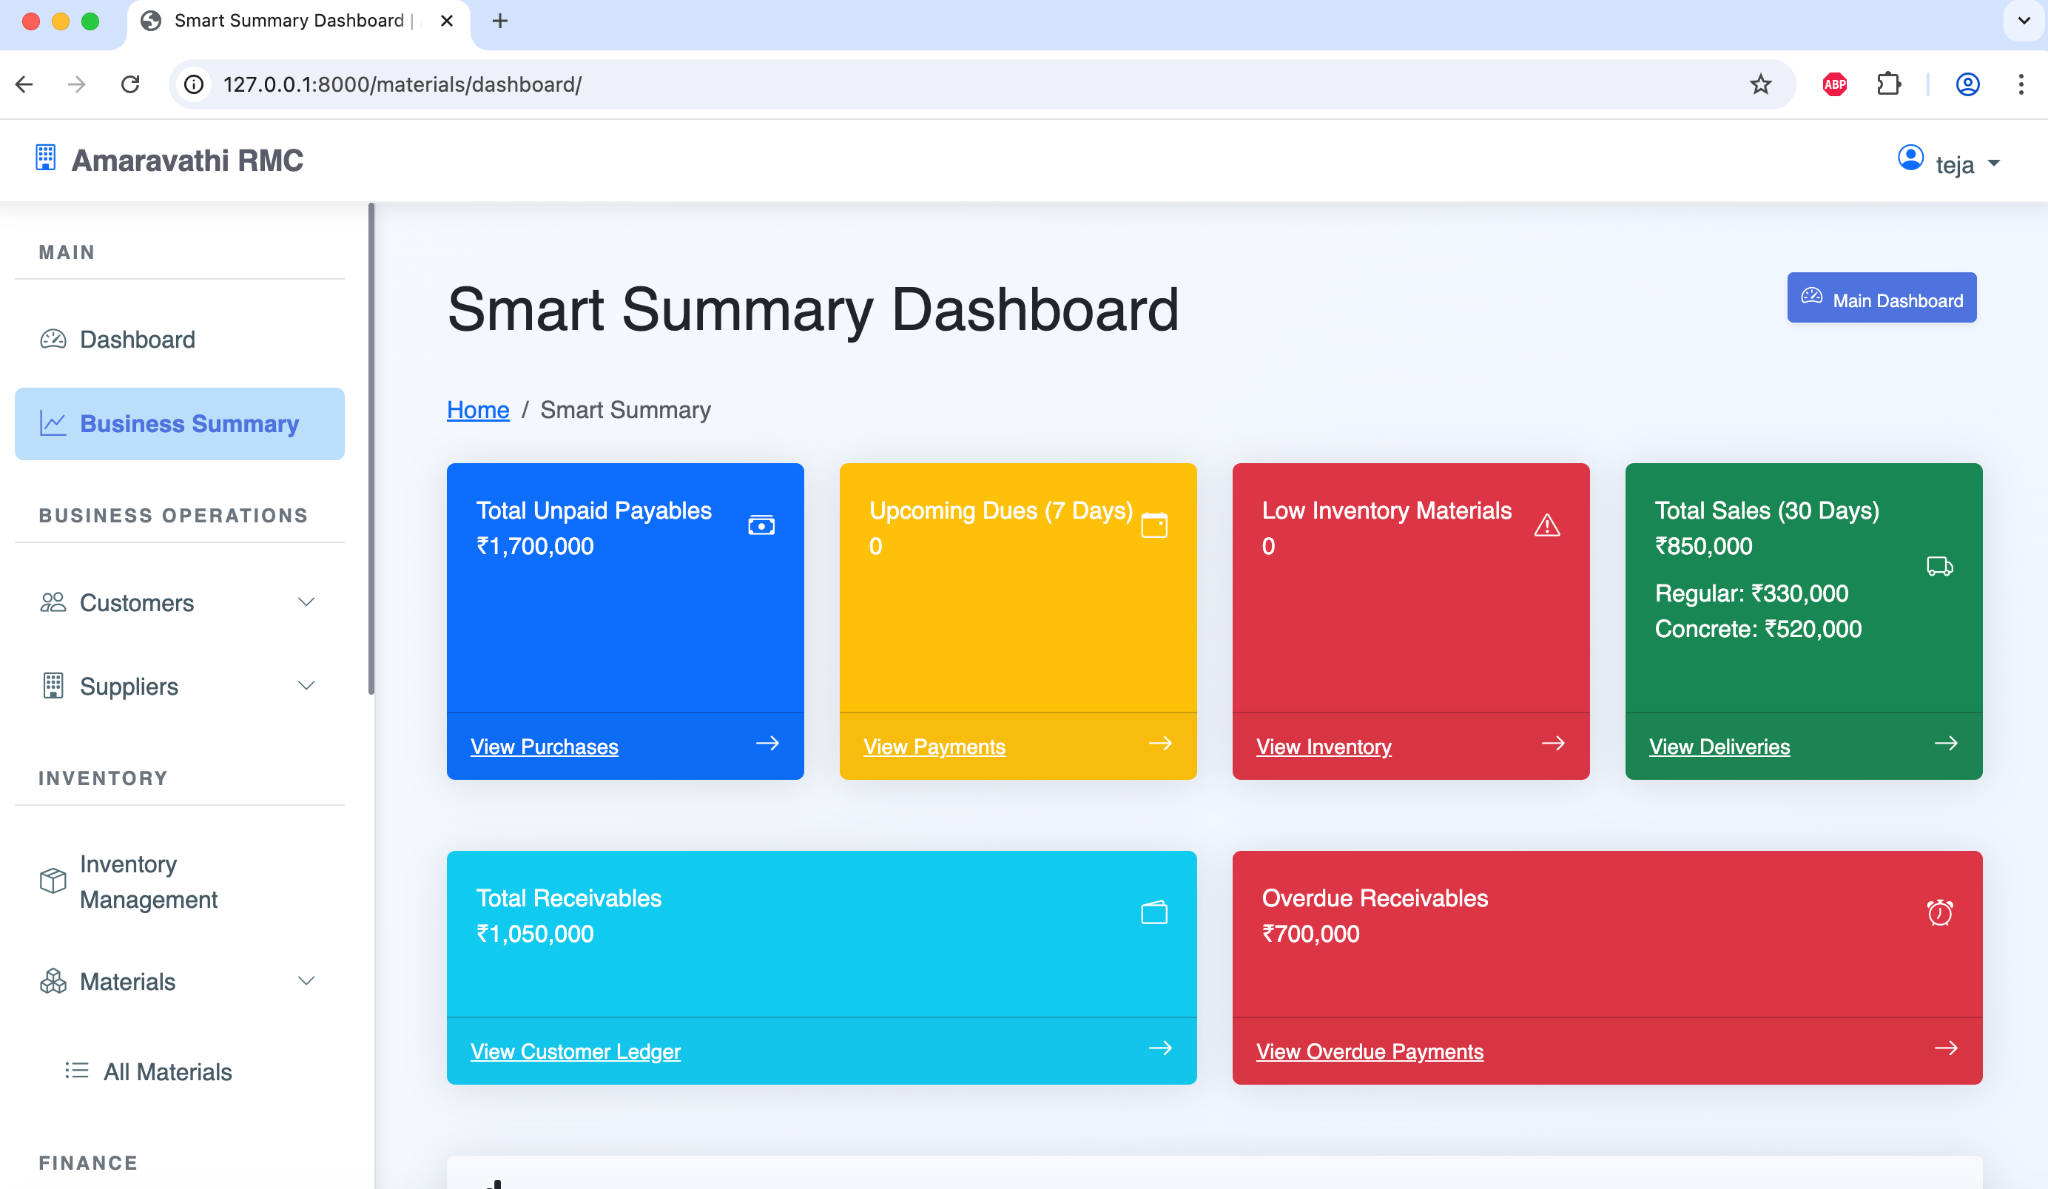 Smart Summary Dashboard |
127.0.0.1:8000/materials/dashboard/
ABP
Amaravathi RMC
teja
MAIN
Dashboard
Business Summary
BUSINESS OPERATIONS
Customers
Suppliers
INVENTORY
Inventory
Management
Materials
All Materials
FINANCE
Smart Summary Dashboard
Main Dashboard
Home / Smart Summary
Total Unpaid Payables
₹1,700,000
View Purchases
Upcoming Dues (7 Days)
0
View Payments
Low Inventory Materials
0
View Inventory
Total Sales (30 Days)
₹850,000
Regular: ₹330,000
Concrete: ₹520,000
View Deliveries
Total Receivables
₹1,050,000
View Customer Ledger
Overdue Receivables
₹700,000
View Overdue Payments